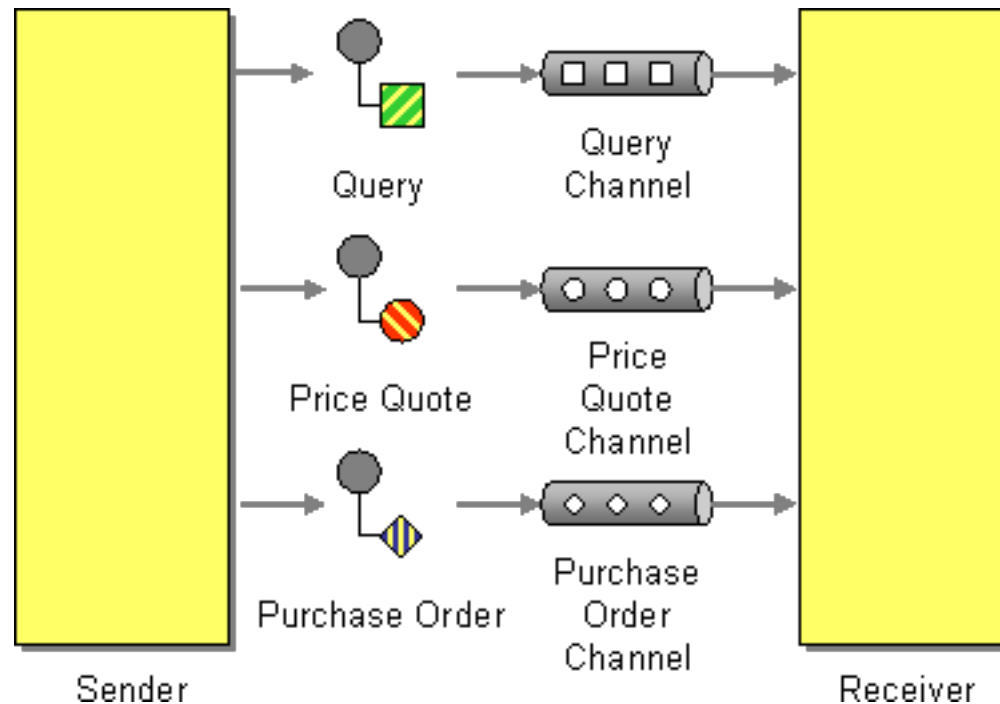 Query
Query
Channel
Price Quote
Price
Quote
Channel
Purchase Order
Purchase
Order
Channel
Sender
Receiver